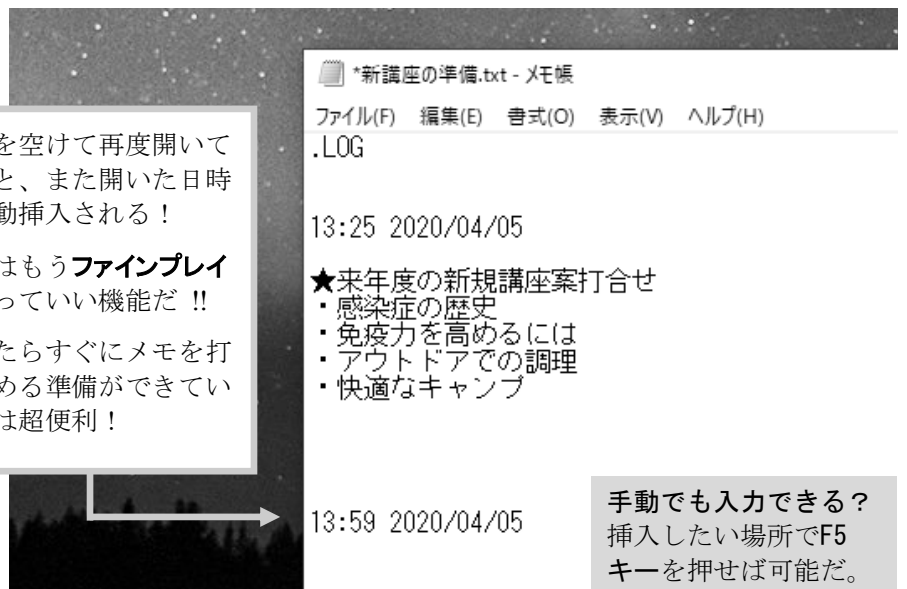 *新講座の準備.txt - メモ帳
ファイル(F) 編集(E) 書式(O) 表示(V) ヘルプ(H)
.LOG
13:25 2020/04/05
★来年度の新規講座案打合せ
・感染症の歴史
・免疫力を高めるには
・アウトドアでの調理
・快適なキャンプ
13:59 2020/04/05
を空けて再度開いて
と、また開いた日時
動挿入される！
はもうファインプレイ
っていい機能だ !!
たらすぐにメモを打
める準備ができてい
は超便利！
手動でも入力できる？
挿入したい場所でF5
キーを押せば可能だ。